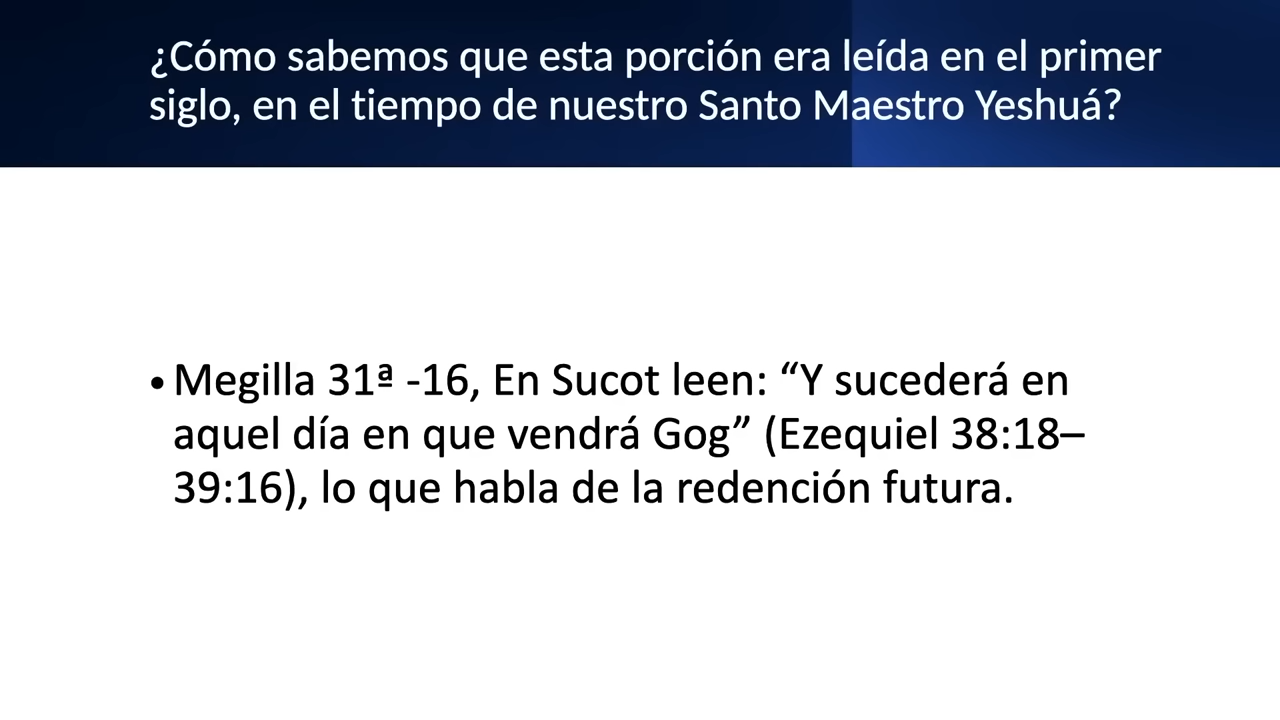 ¿Cómo sabemos que esta porción era leída en el primer
siglo, en el tiempo de nuestro Santo Maestro Yeshuá?
• Megilla 31ª -16, En Sucot leen: “Y sucederá en
aquel día en que vendrá Gog” (Ezequiel 38:18–
39:16), lo que habla de la redención futura.